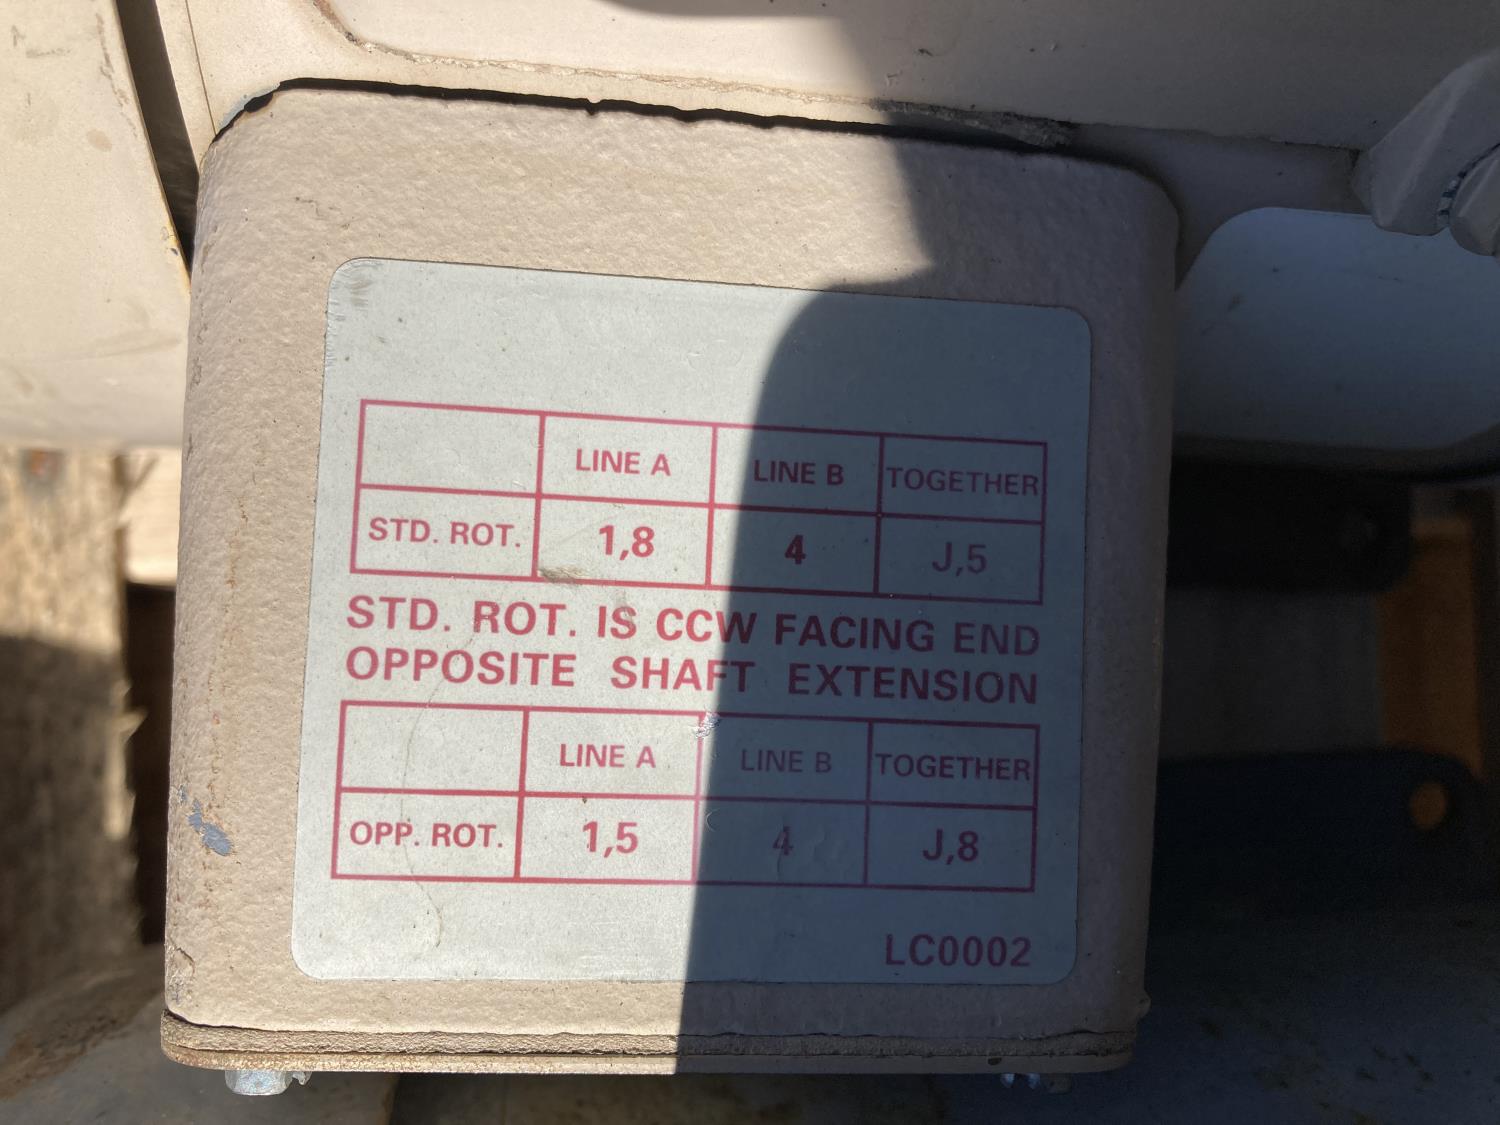 LINE A LINE B TOGETHER
STD. ROT. 1,8 4 J,5
STD. ROT. IS CCW FACING END
OPPOSITE SHAFT EXTENSION
LINE A LINE B TOGETHER
OPP. ROT. 1,5 4 J,8
LC0002